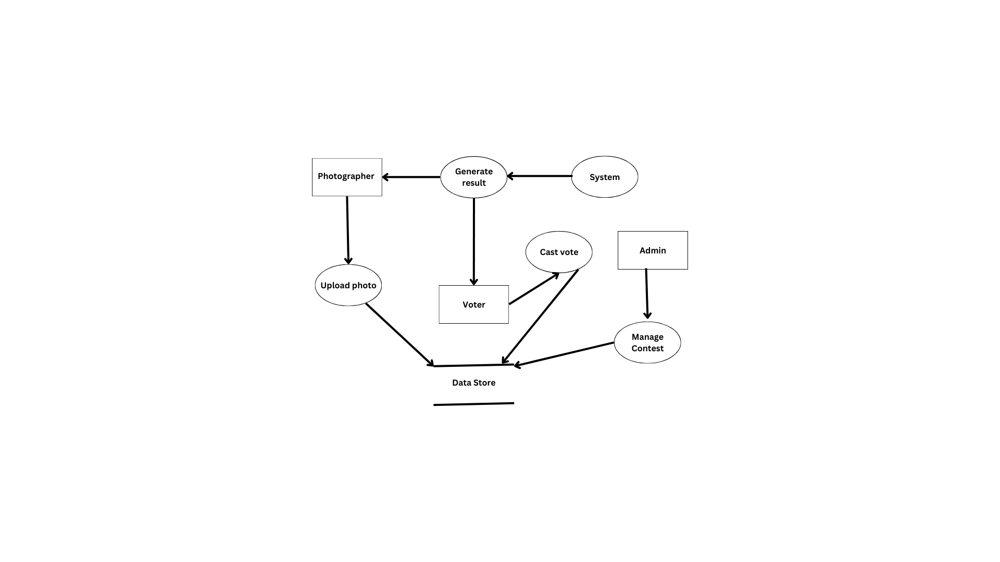 Photographer
Generate
result
System
Cast vote
Admin
Upload photo
Voter
Manage
Contest
Data Store